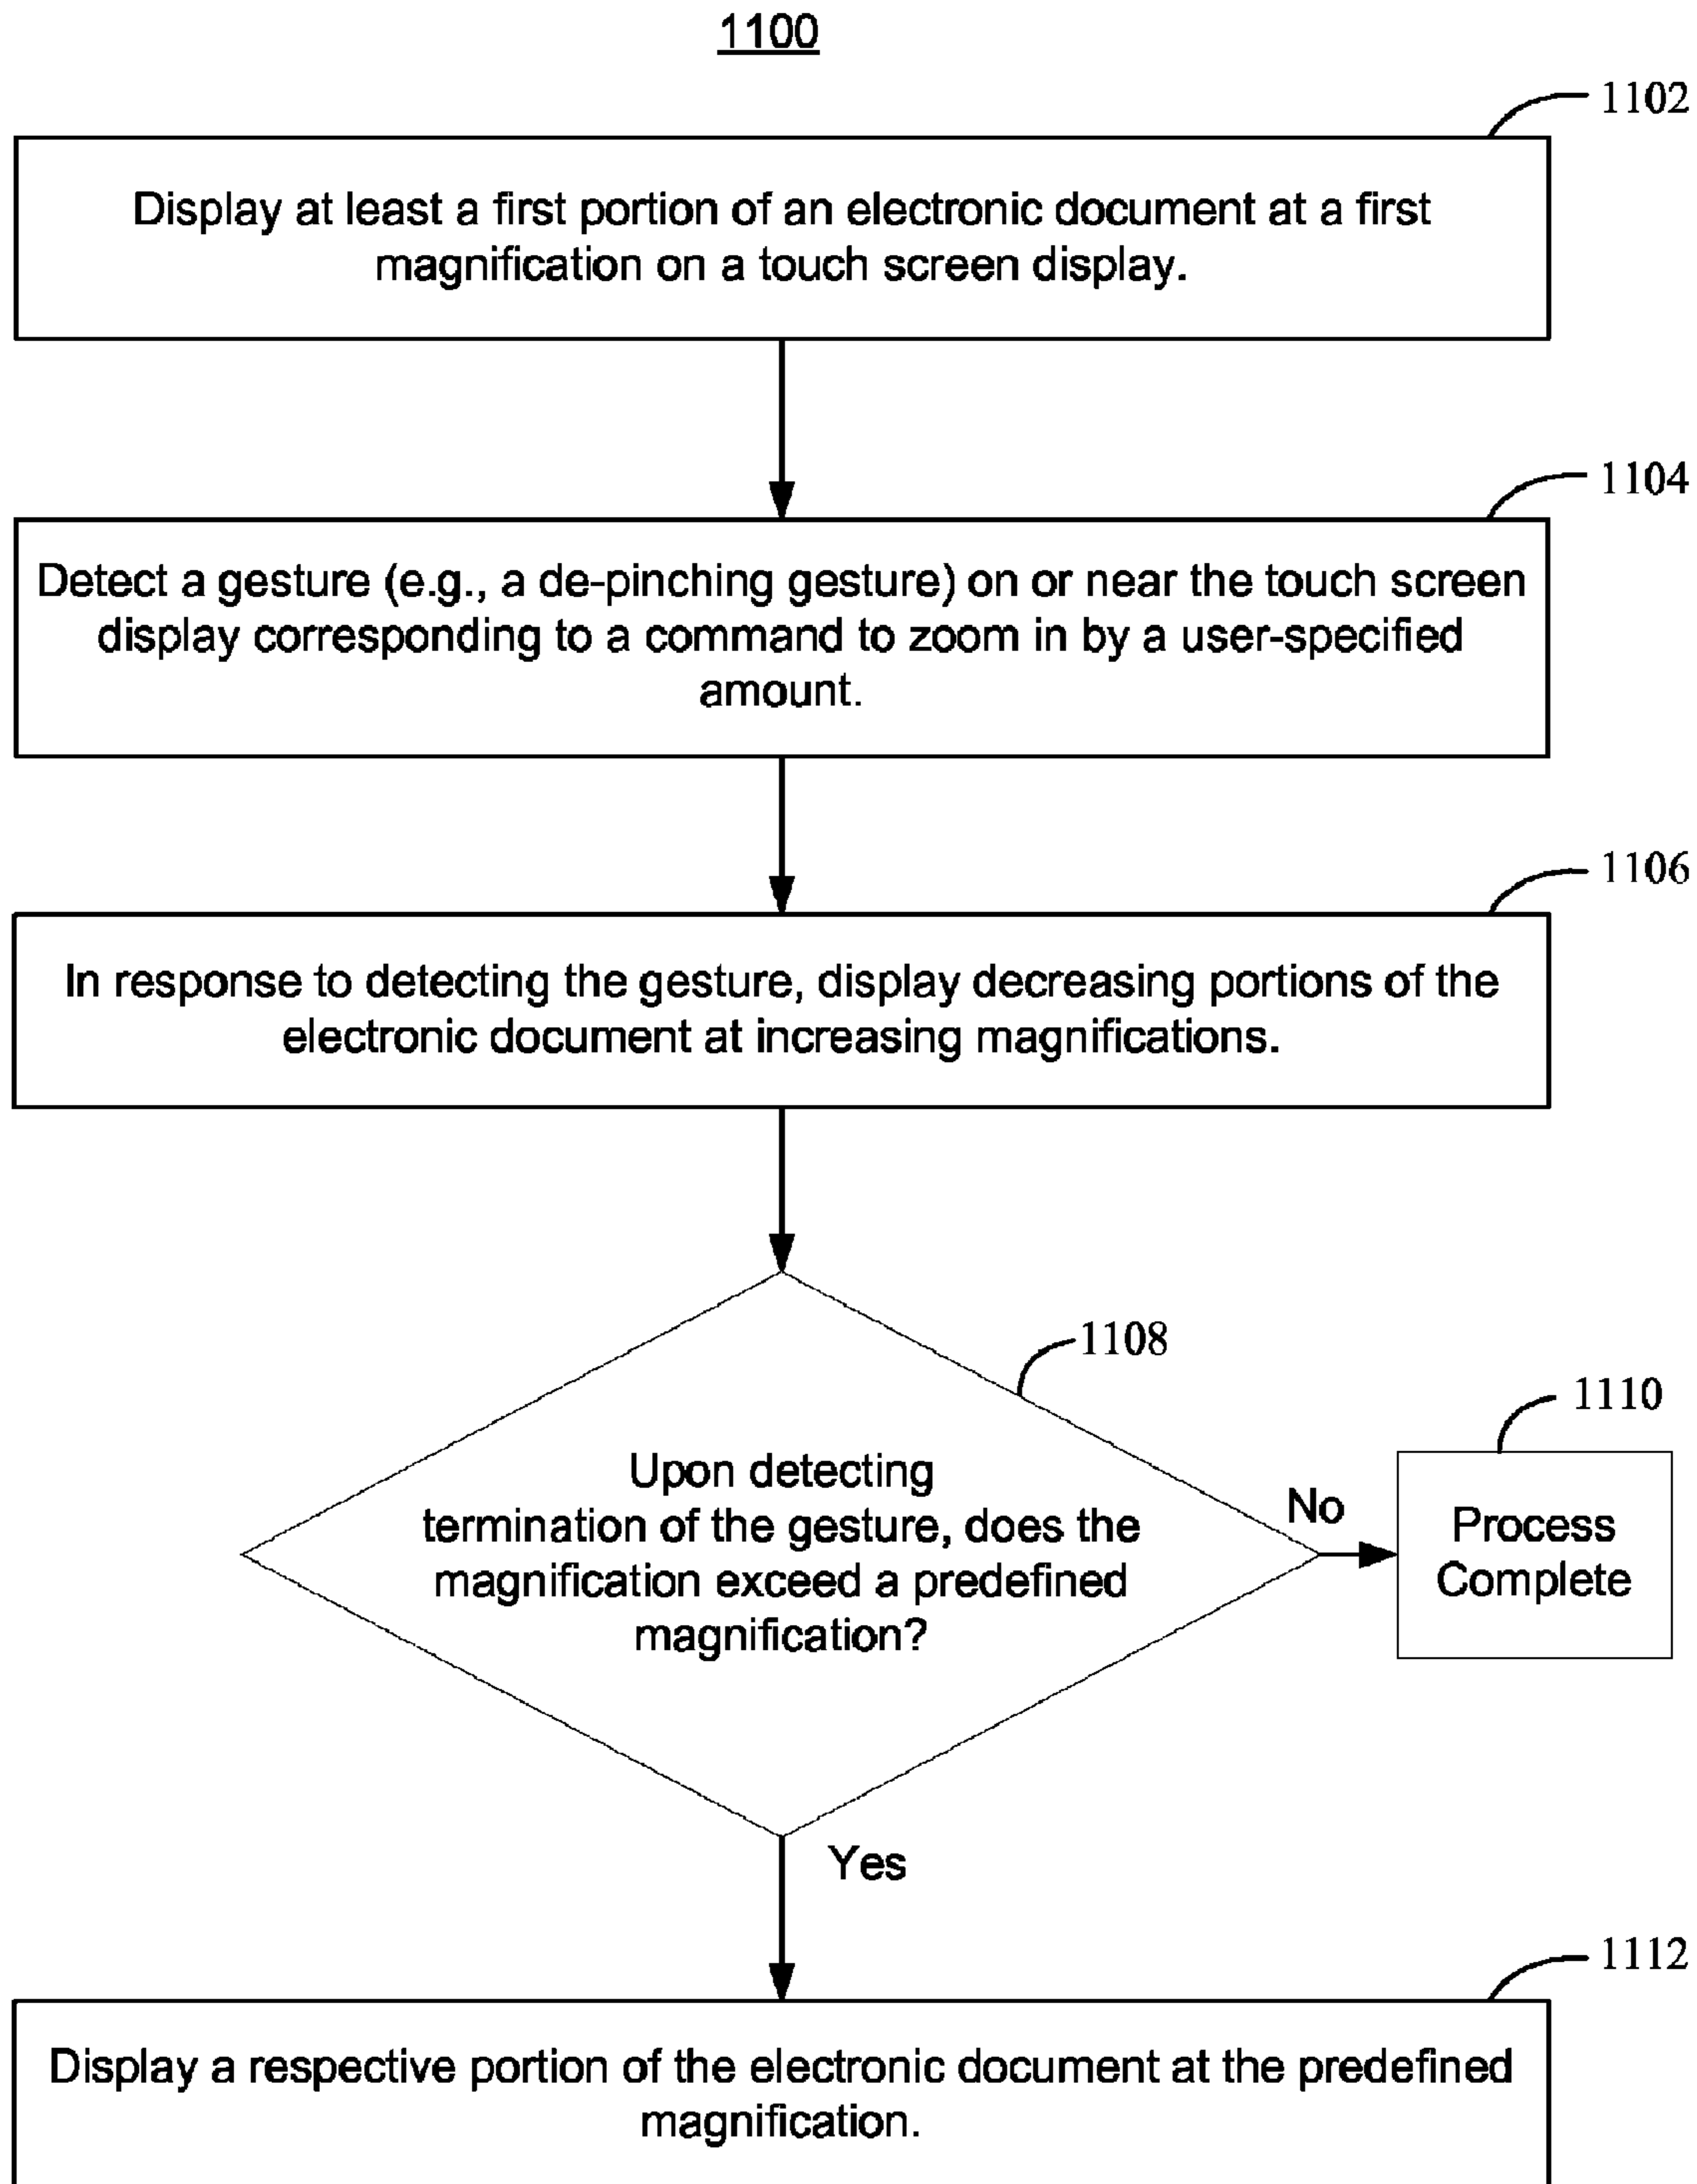 1100
1102
Display at least a first portion of an electronic document at a first
magnification on a touch screen display.
1104
Detect a gesture (e.g., a de-pinching gesture) on or near the touch screen
display corresponding to a command to zoom in by a user-specified
amount.
1106
In response to detecting the gesture, display decreasing portions of the
electronic document at increasing magnifications.
1108
Upon detecting
termination of the gesture, does the
magnification exceed a predefined
magnification?
No
1110
Process
Complete
Yes
1112
Display a respective portion of the electronic document at the predefined
magnification.